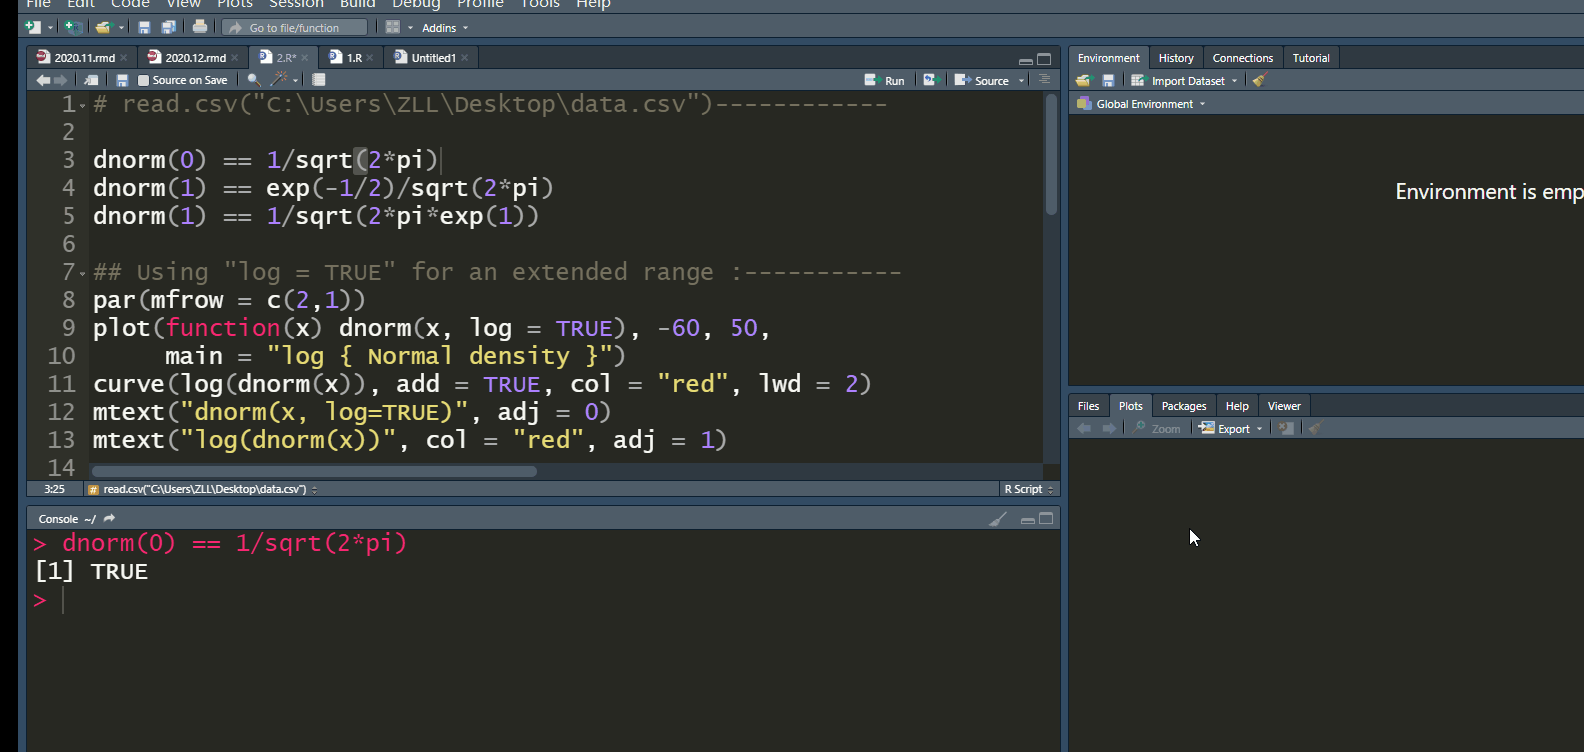 File Edit Code View Plots Session Build Debug Profile Tools Help
Go to file/function Addins
2020.11.rmd 2020.12.rmd 2.R* 1.R Untitled1
Source on Save Run Source
1 # read.csv("C:\Users\ZLL\Desktop\data.csv")------------
2
3 dnorm(0) == 1/sqrt(2*pi)
4 dnorm(1) == exp(-1/2)/sqrt(2*pi)
5 dnorm(1) == 1/sqrt(2*pi*exp(1))
6
7 ## Using "log = TRUE" for an extended range :-----------
8 par(mfrow = c(2,1))
9 plot(function(x) dnorm(x, log = TRUE), -60, 50,
10 main = "log { Normal density }")
11 curve(log(dnorm(x)), add = TRUE, col = "red", lwd = 2)
12 mtext("dnorm(x, log=TRUE)", adj = 0)
13 mtext("log(dnorm(x))", col = "red", adj = 1)
14
3:25 # read.csv("C:\Users\ZLL\Desktop\data.csv") R Script
Console ~/
> dnorm(0) == 1/sqrt(2*pi)
[1] TRUE
>
Environment History Connections Tutorial
Import Dataset
Global Environment
Environment is emp
Files Plots Packages Help Viewer
Zoom Export